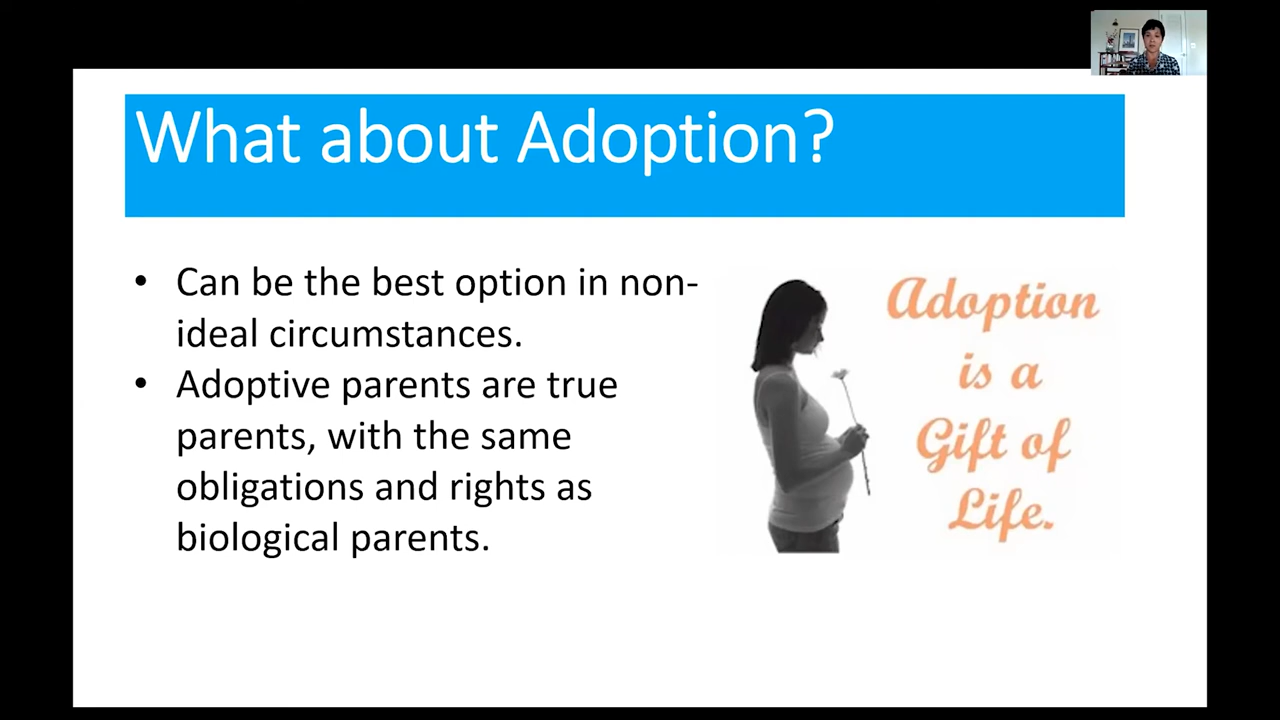 What about Adoption?
• Can be the best option in non-
ideal circumstances.
• Adoptive parents are true
parents, with the same
obligations and rights as
biological parents.
Adoption
is a
Gift of
Life.